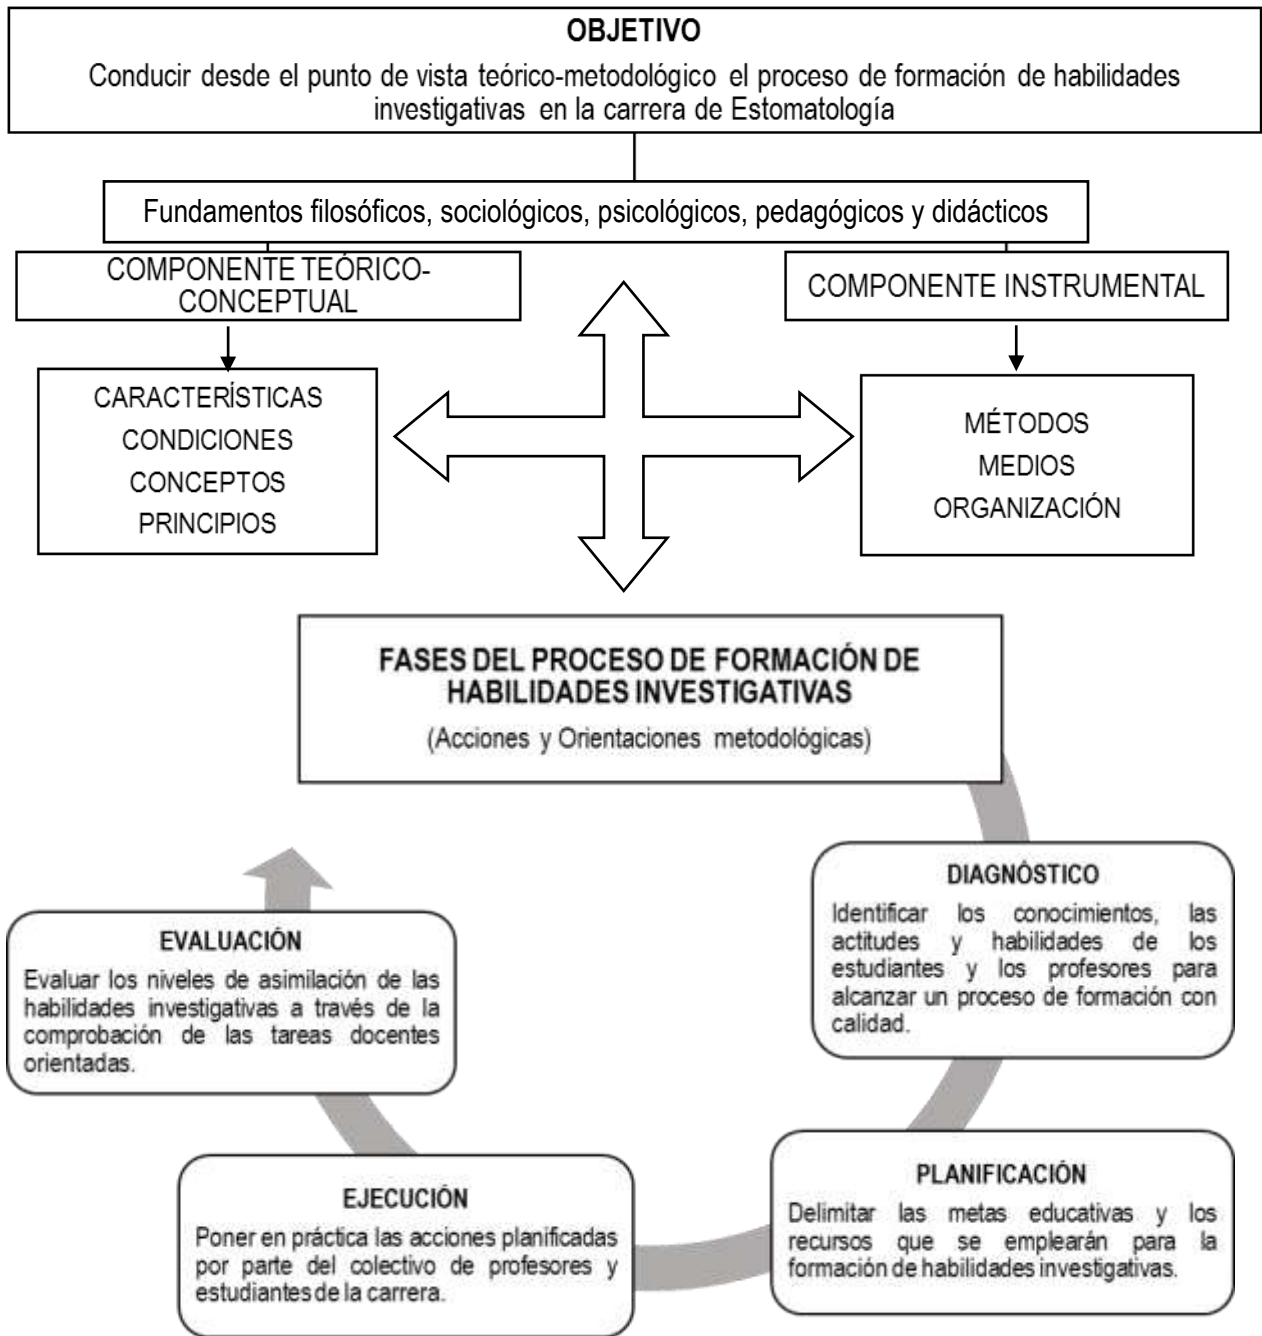 OBJETIVO
Conducir desde el punto de vista teórico-metodológico el proceso de formación de habilidades
investigativas en la carrera de Estomatología
Fundamentos filosóficos, sociológicos, psicológicos, pedagógicos y didácticos
COMPONENTE TEÓRICO-
CONCEPTUAL
COMPONENTE INSTRUMENTAL
CARACTERÍSTICAS
CONDICIONES
CONCEPTOS
PRINCIPIOS
MÉTODOS
MEDIOS
ORGANIZACIÓN
FASES DEL PROCESO DE FORMACIÓN DE
HABILIDADES INVESTIGATIVAS
(Acciones y Orientaciones metodológicas)
DIAGNÓSTICO
Identificar los conocimientos, las
actitudes y habilidades de los
estudiantes y los profesores para
alcanzar un proceso de formación con
calidad.
PLANIFICACIÓN
Delimitar las metas educativas y los
recursos que se emplearán para la
formación de habilidades investigativas.
EJECUCIÓN
Poner en práctica las acciones planificadas
por parte del colectivo de profesores y
estudiantes de la carrera.
EVALUACIÓN
Evaluar los niveles de asimilación de las
habilidades investigativas a través de la
comprobación de las tareas docentes
orientadas.